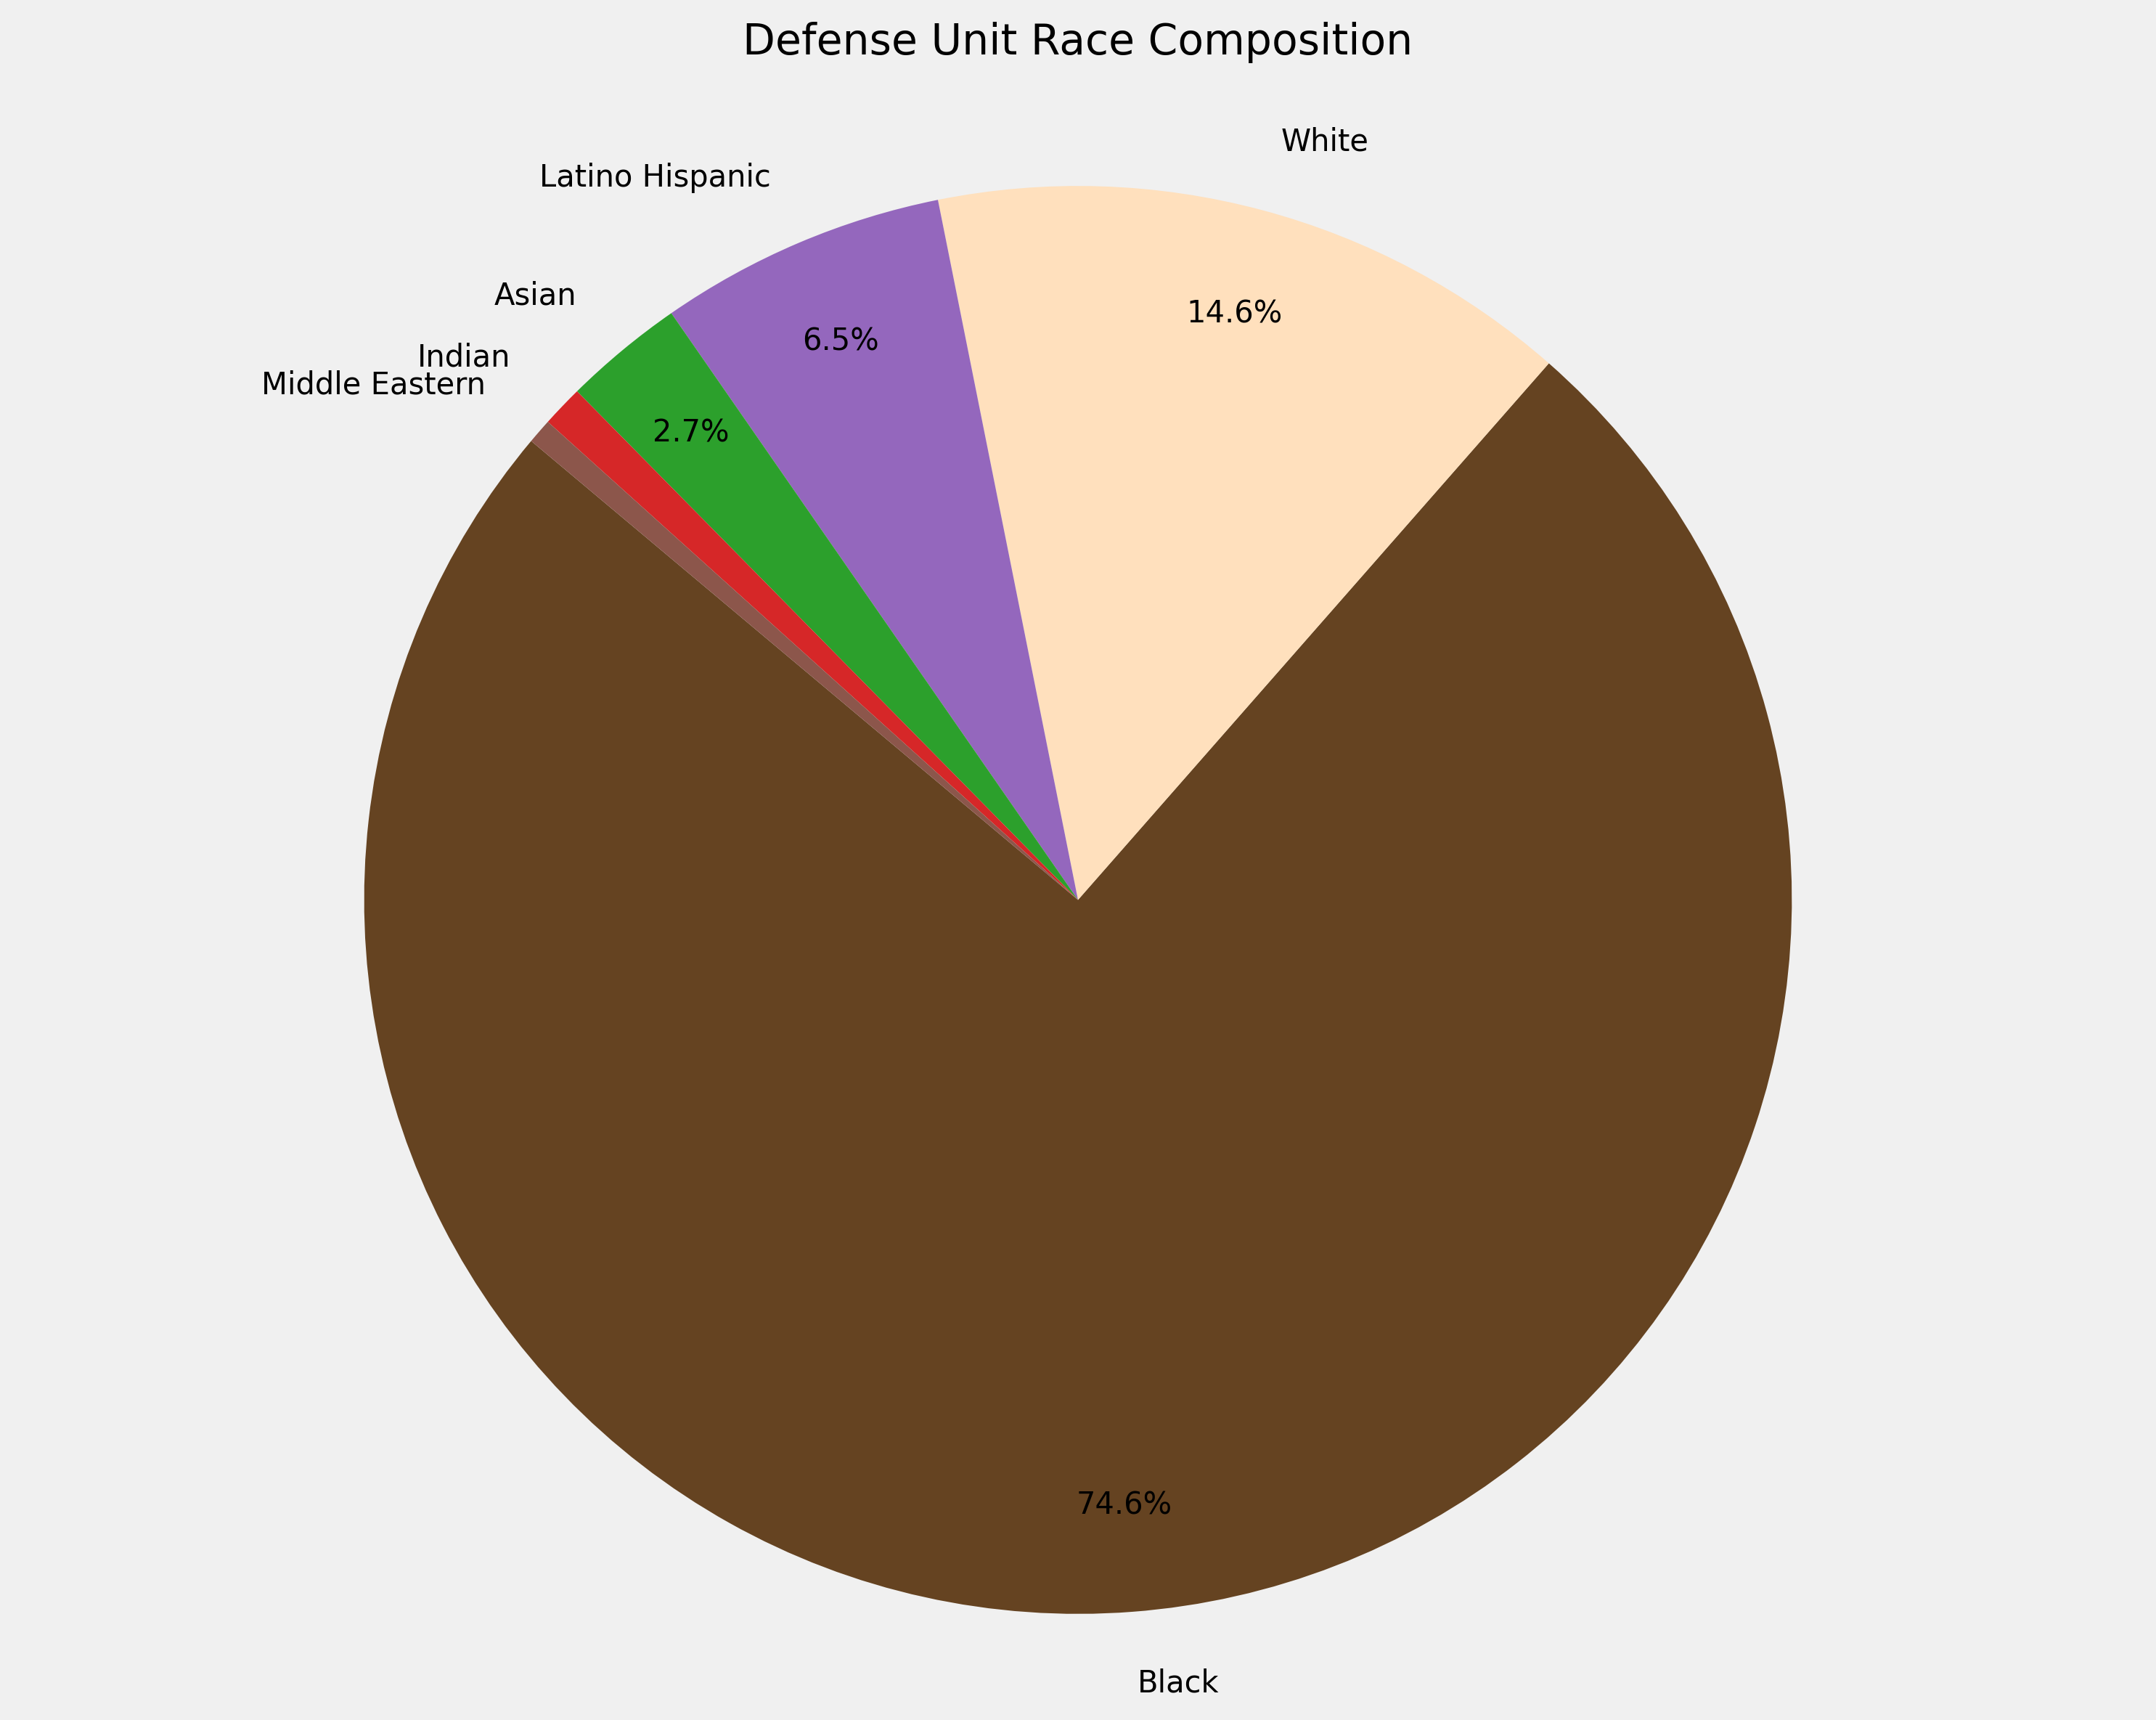 Defense Unit Race Composition
White
Latino Hispanic
Asian
Indian
Middle Eastern
14.6%
6.5%
2.7%
74.6%
Black